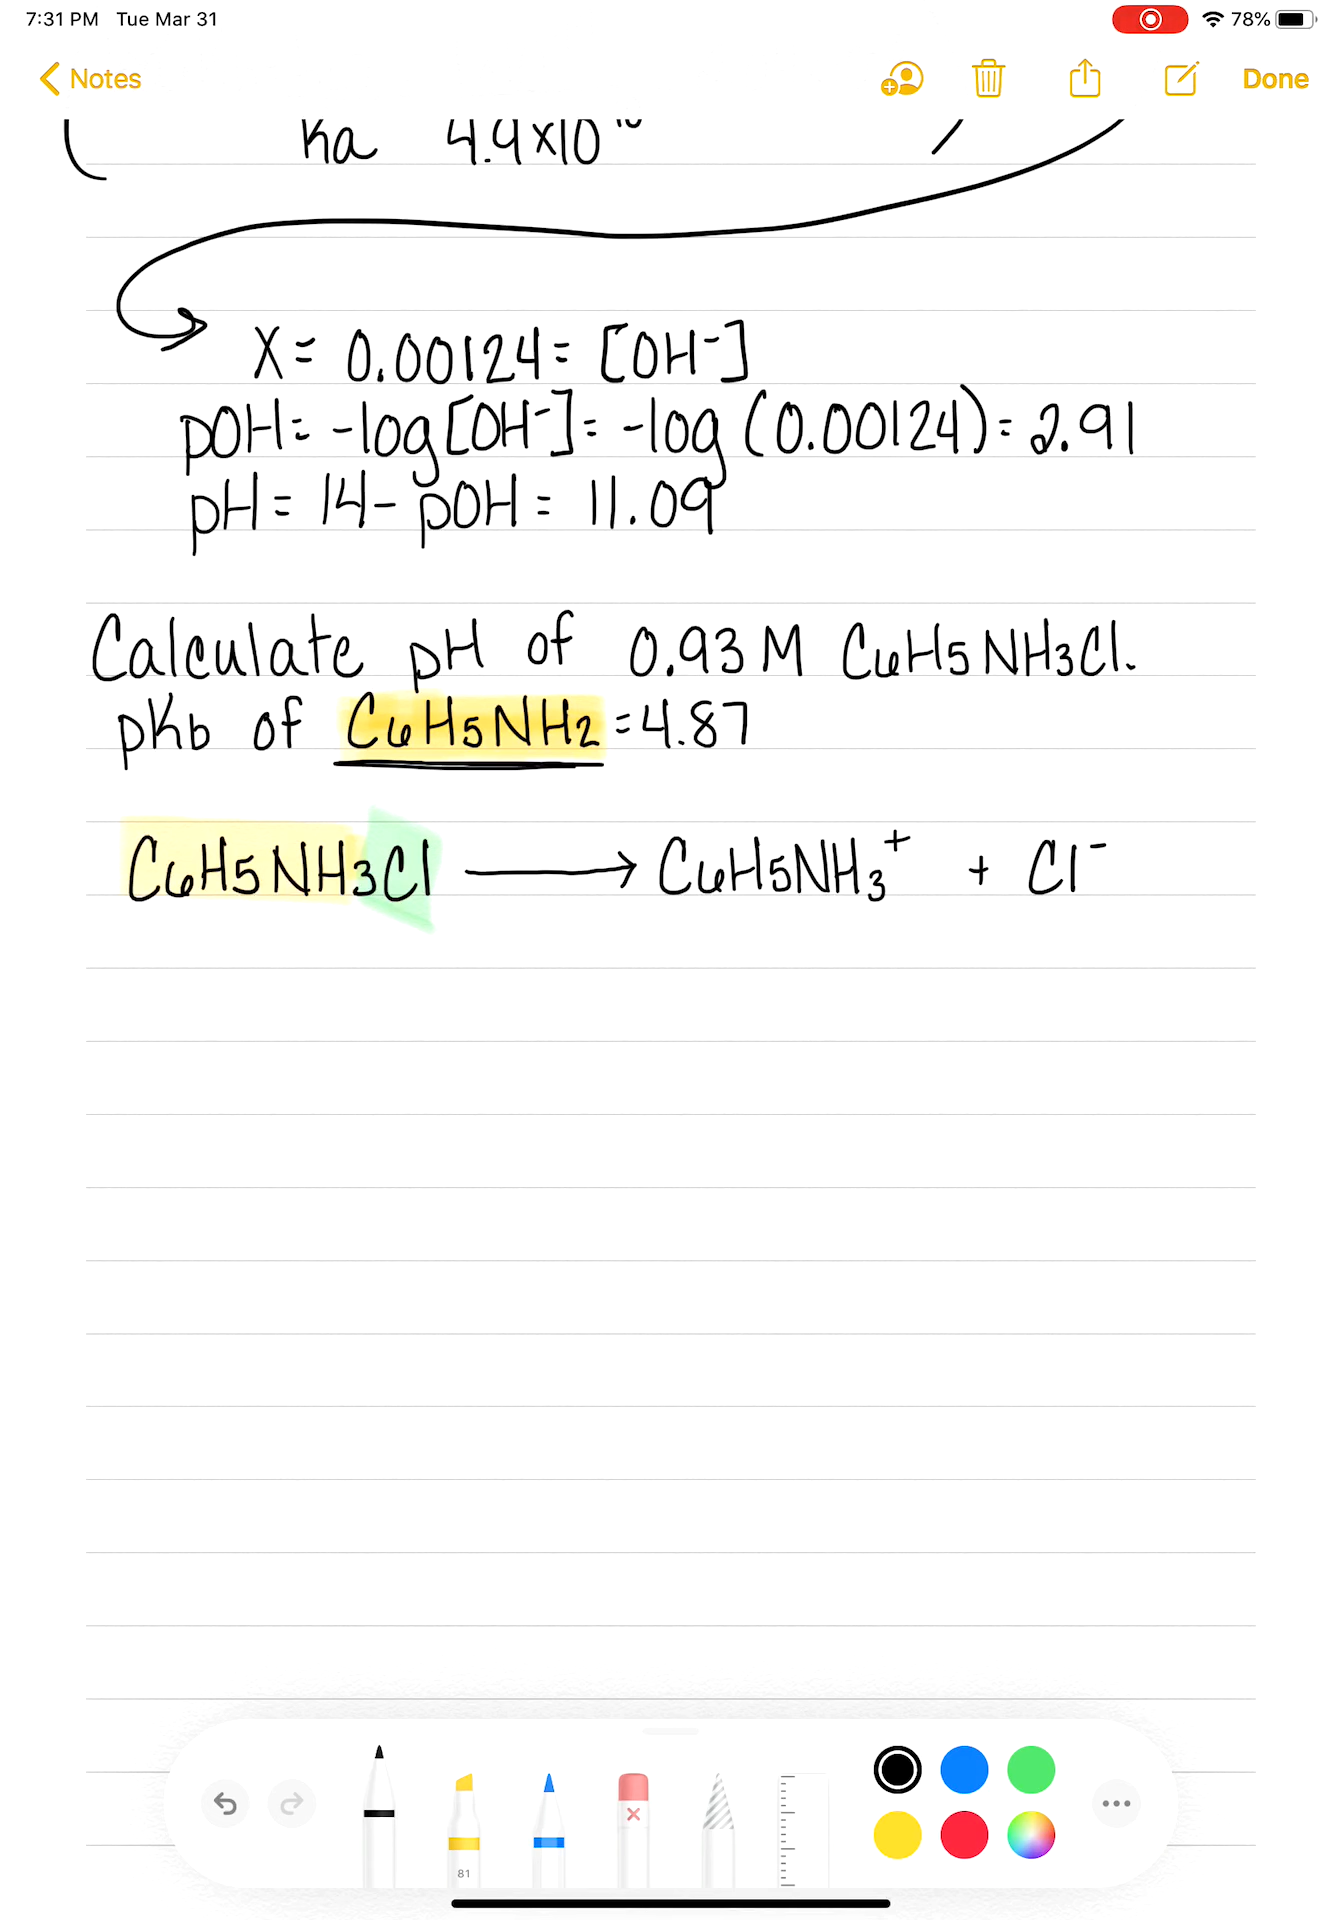 7:31 PM Tue Mar 31
78%
Notes
Done
Ka 4.9x10
X = 0.00124 = [OH⁻]
pOH = -log[OH⁻] = -log (0.00124) = 2.91
pH = 14 - pOH = 11.09
Calculate pH of 0.93 M C6H5NH3Cl.
pKb of C6H5NH2 = 4.87
C6H5NH3Cl ⟶ C6H5NH₃⁺ + Cl⁻
81